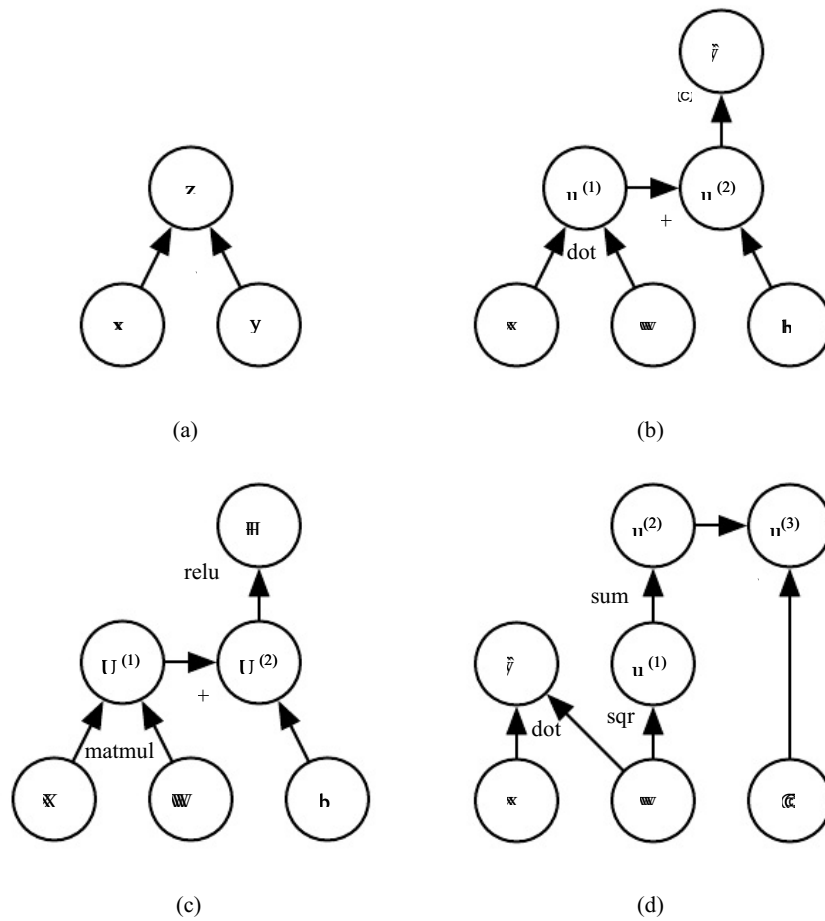 ŷ
z
u(1)
u(2)
+
dot
x
y
x
w
(a)
(b)
u(2)
u(3)
relu
sum
U(1)
U(2)
ŷ
u(1)
+
sqr
matmul
dot
X
W
b
x
w
(c)
(d)